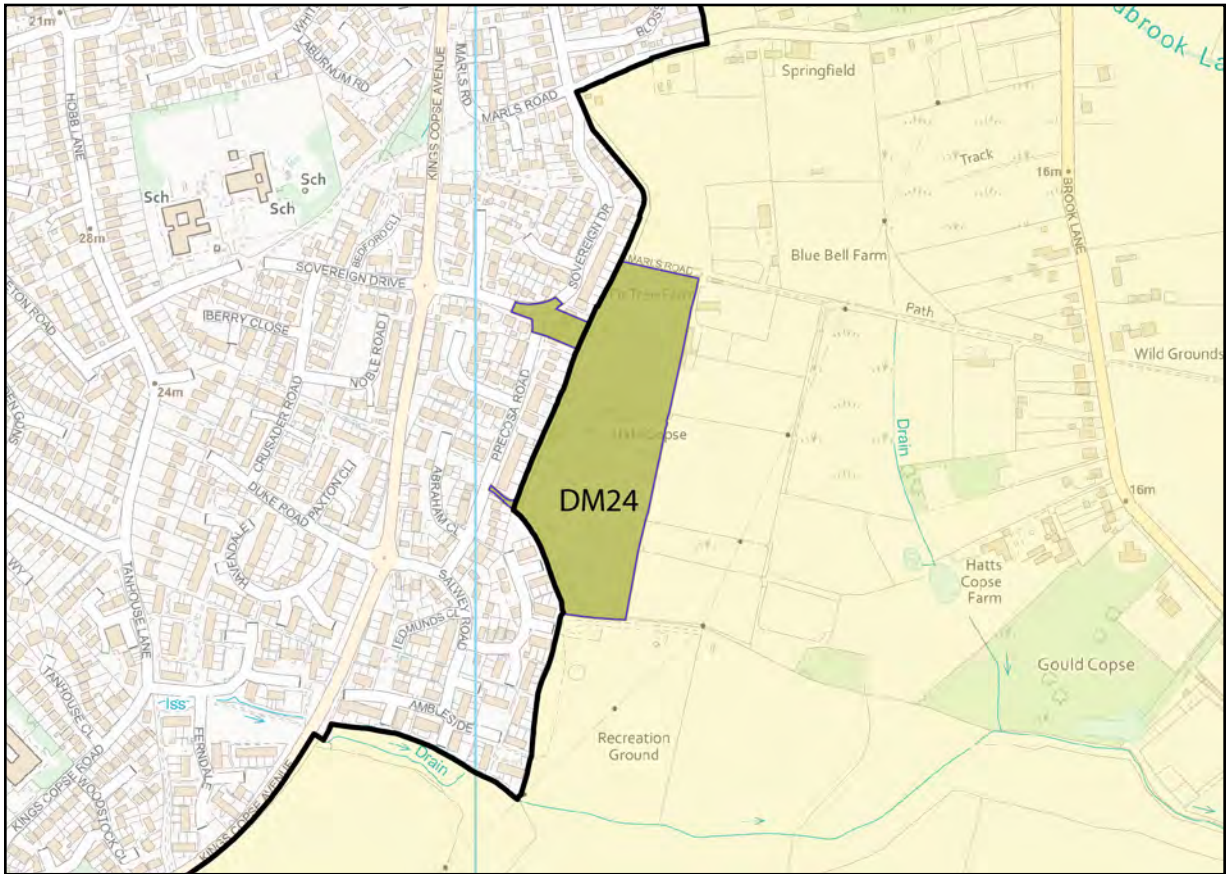 21m
LABURNUM RD
HOBB LANE
KINGS COPSE AVENUE
MARLS RD
MARLS ROAD
Springfield
Track
16m
BROOK LANE
Sch
Sch
Sch
28m
BEDFORD CL
SOVEREIGN DR
SOVEREIGN DRIVE
MARLS ROAD
Blue Bell Farm
Path
Wild Grounds
BERRY CLOSE
NOBLE ROAD
24m
CRUSADER ROAD
PRECOSA ROAD
Drain
DUKE ROAD
PAXTON CL
ABRAHAM CL
DM24
16m
HAVENDALE
TANHOUSE LANE
SALWEY ROAD
EDMUNDS CL
Hatts
Copse
Farm
Gould Copse
Iss
TANHOUSE CL
FERNDALE
AMBLESIDE
Recreation
Ground
Drain
KINGS COPSE ROAD
WOODSTOCK CL
KINGS COPSE AVENUE